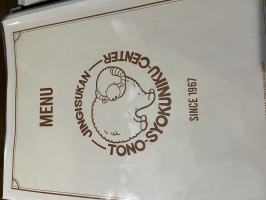 MENU
JINGISUKAN
TONO-SYOKUNIKU-CENTER
SINCE 1967